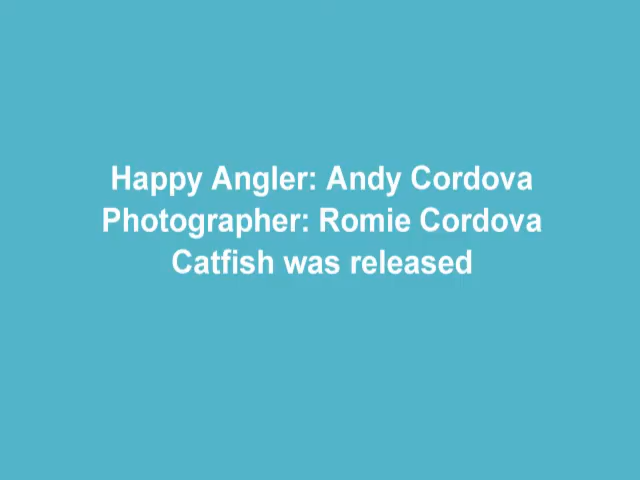 Happy Angler: Andy Cordova
Photographer: Romie Cordova
Catfish was released